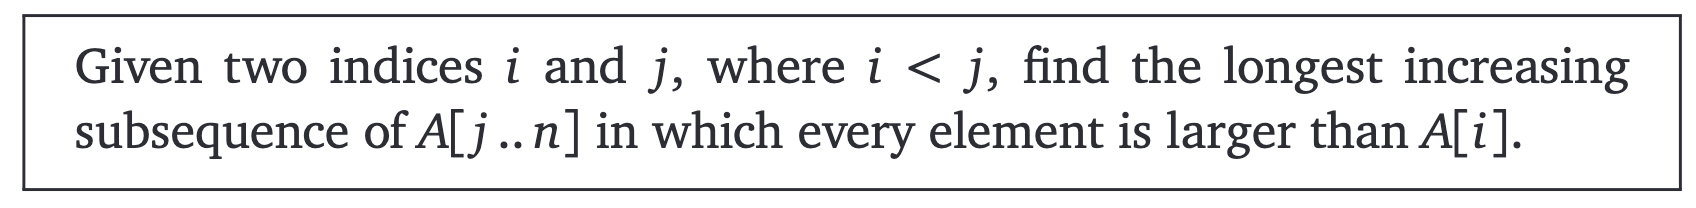 Given two indices i and j, where i < j, find the longest increasing
subsequence of A[j .. n] in which every element is larger than A[i].